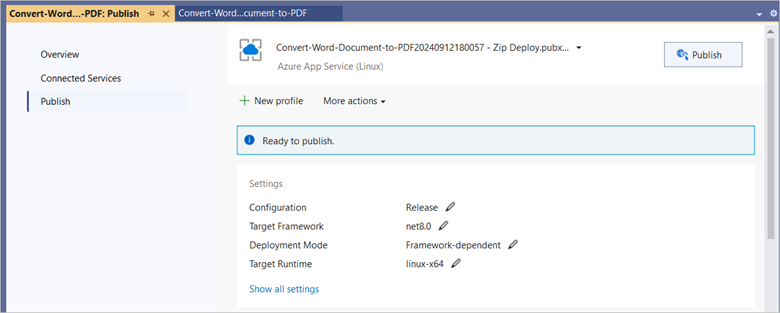 Convert-Word...-PDF: Publish
Convert-Word...cument-to-PDF
Overview
Connected Services
Publish
Convert-Word-Document-to-PDF20240912180057 - Zip Deploy.pubx...
Azure App Service (Linux)
Publish
New profile
More actions
Ready to publish.
Settings
Configuration Release
Target Framework net8.0
Deployment Mode Framework-dependent
Target Runtime linux-x64
Show all settings